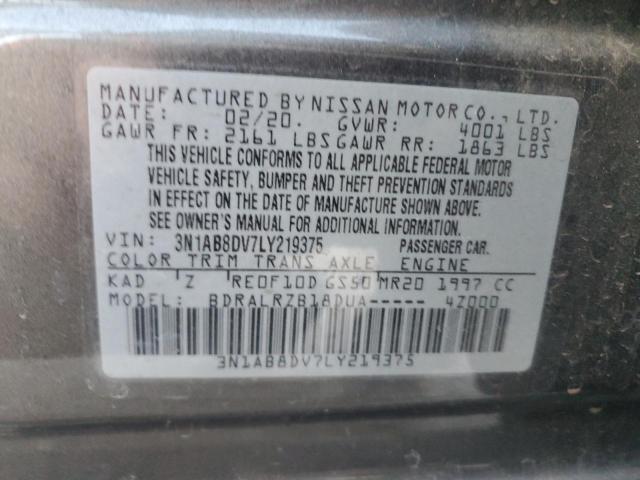 MANUFACTURED BY NISSAN MOTOR CO., LTD.
DATE: 02/20. GVWR: 4001 LBS
GAWR FR: 2161 LBS GAWR RR: 1863 LBS
THIS VEHICLE CONFORMS TO ALL APPLICABLE FEDERAL MOTOR
VEHICLE SAFETY, BUMPER AND THEFT PREVENTION STANDARDS
IN EFFECT ON THE DATE OF MANUFACTURE SHOWN ABOVE.
SEE OWNER'S MANUAL FOR ADDITIONAL INFORMATION.
VIN: 3N1AB8DV7LY219375 PASSENGER CAR.
COLOR TRIM TRANS AXLE ENGINE
KAD Z RE0F10D GS50 MR20 1997 CC
MODEL: BDRALRZB18DUA----- 4Z000
3N1AB8DV7LY219375